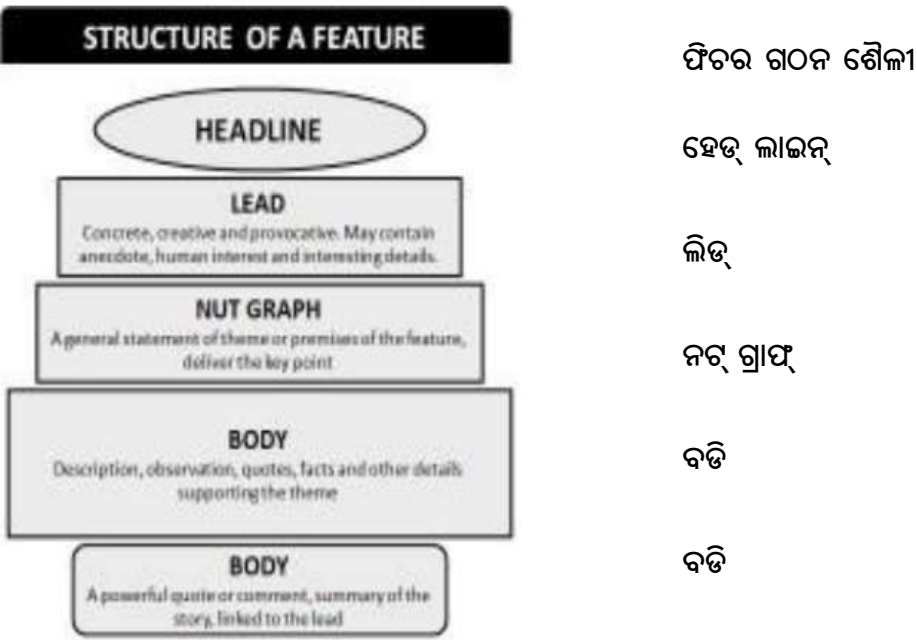 STRUCTURE OF A FEATURE
HEADLINE
LEAD
Concrete, creative and provocative. May contain
anecdote, human interest and interesting details.
NUT GRAPH
A general statement of theme or premises of the feature,
deliver the key point
BODY
Description, observation, quotes, facts and other details
supporting the theme
BODY
A powerful quote or comment, summary of the
story, linked to the lead
ଫିଚର ଗଠନ ଶୈଳୀ
ହେଡ୍ ଲାଇନ୍
ଲିଡ୍
ନଟ୍ ଗ୍ରାଫ୍
ବଡି
ବଡି